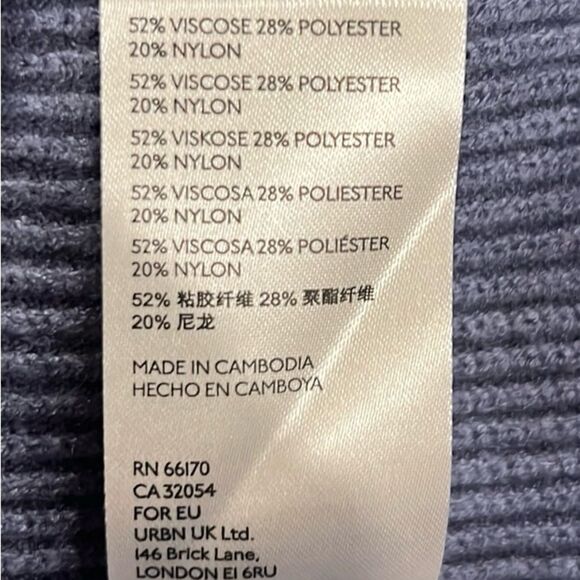 52% VISCOSE 28% POLYESTER
20% NYLON
52% VISCOSE 28% POLYESTER
20% NYLON
52% VISKOSE 28% POLYESTER
20% NYLON
52% VISCOSA 28% POLIESTERE
20% NYLON
52% VISCOSA 28% POLIÉSTER
20% NYLON
52% 粘胶纤维 28% 聚酯纤维
20% 尼龙
MADE IN CAMBODIA
HECHO EN CAMBOYA
RN 66170
CA 32054
FOR EU
URBN UK Ltd.
146 Brick Lane,
LONDON E1 6RU